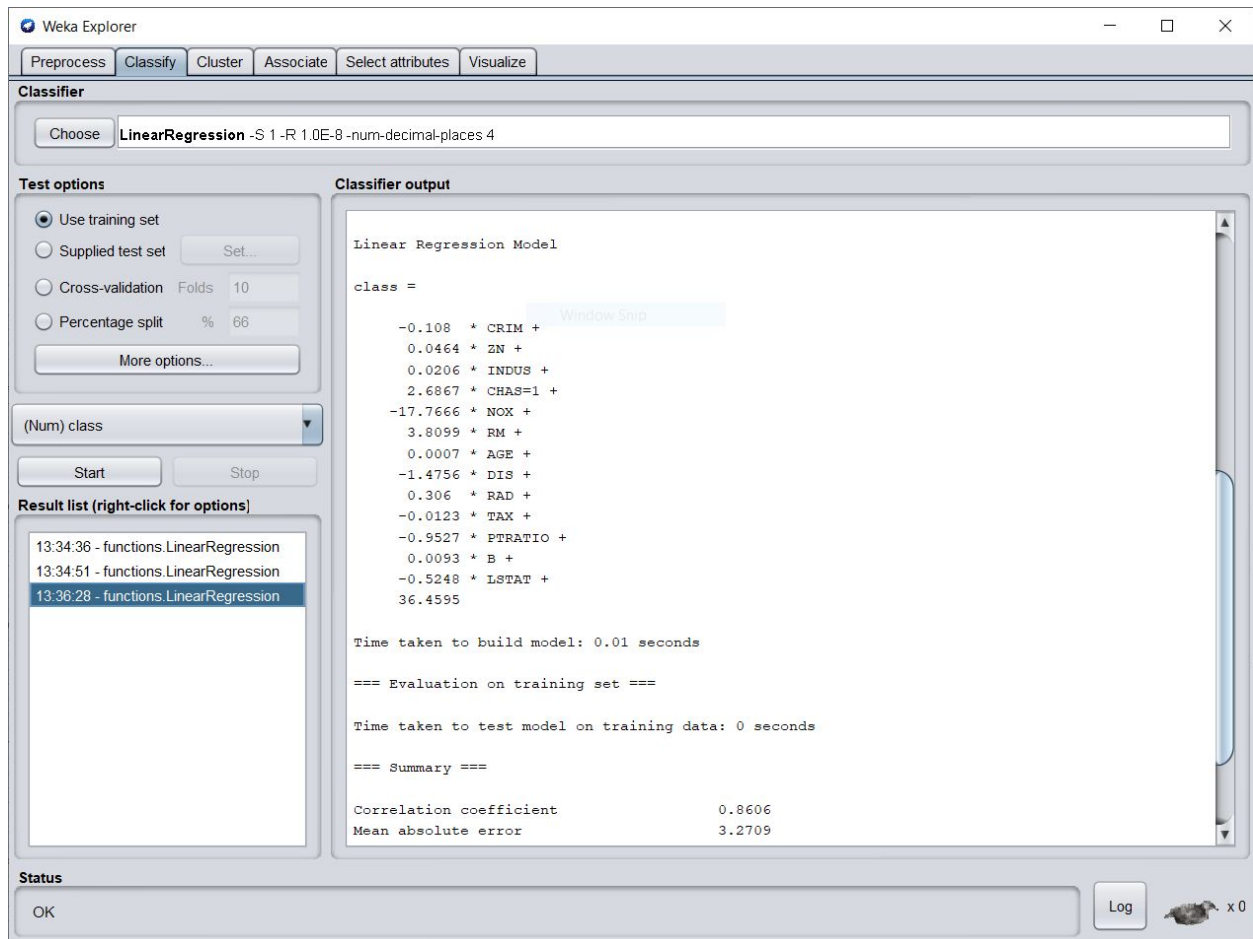 Weka Explorer
Preprocess Classify Cluster Associate Select attributes Visualize
Classifier
Choose LinearRegression -S 1 -R 1.0E-8 -num-decimal-places 4
Test options
Use training set
Supplied test set Set...
Cross-validation Folds 10
Percentage split % 66
More options...
(Num) class
Start Stop
Result list (right-click for options)
13:34:36 - functions.LinearRegression
13:34:51 - functions.LinearRegression
13:36:28 - functions.LinearRegression
Classifier output
Linear Regression Model
class =
Window Snip
-0.108 * CRIM +
0.0464 * ZN +
0.0206 * INDUS +
2.6867 * CHAS=1 +
-17.7666 * NOX +
3.8099 * RM +
0.0007 * AGE +
-1.4756 * DIS +
0.306 * RAD +
-0.0123 * TAX +
-0.9527 * PTRATIO +
0.0093 * B +
-0.5248 * LSTAT +
36.4595
Time taken to build model: 0.01 seconds
=== Evaluation on training set ===
Time taken to test model on training data: 0 seconds
=== Summary ===
Correlation coefficient 0.8606
Mean absolute error 3.2709
Status
OK
Log x 0